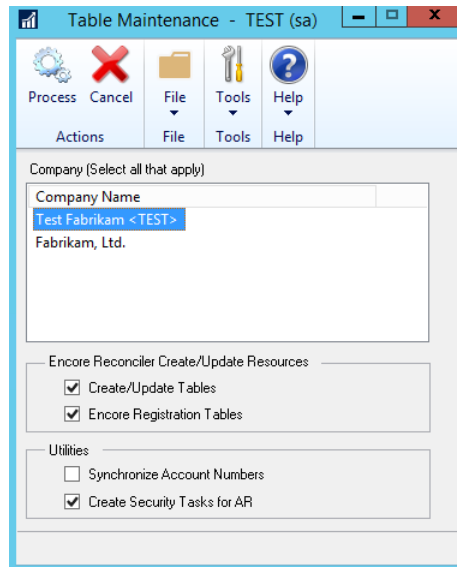 Table Maintenance - TEST (sa)
Process Cancel File Tools Help
Actions File Tools Help
Company (Select all that apply)
Company Name
Test Fabrikam <TEST>
Fabrikam, Ltd.
Encore Reconciler Create/Update Resources
Create/Update Tables
Encore Registration Tables
Utilities
Synchronize Account Numbers
Create Security Tasks for AR